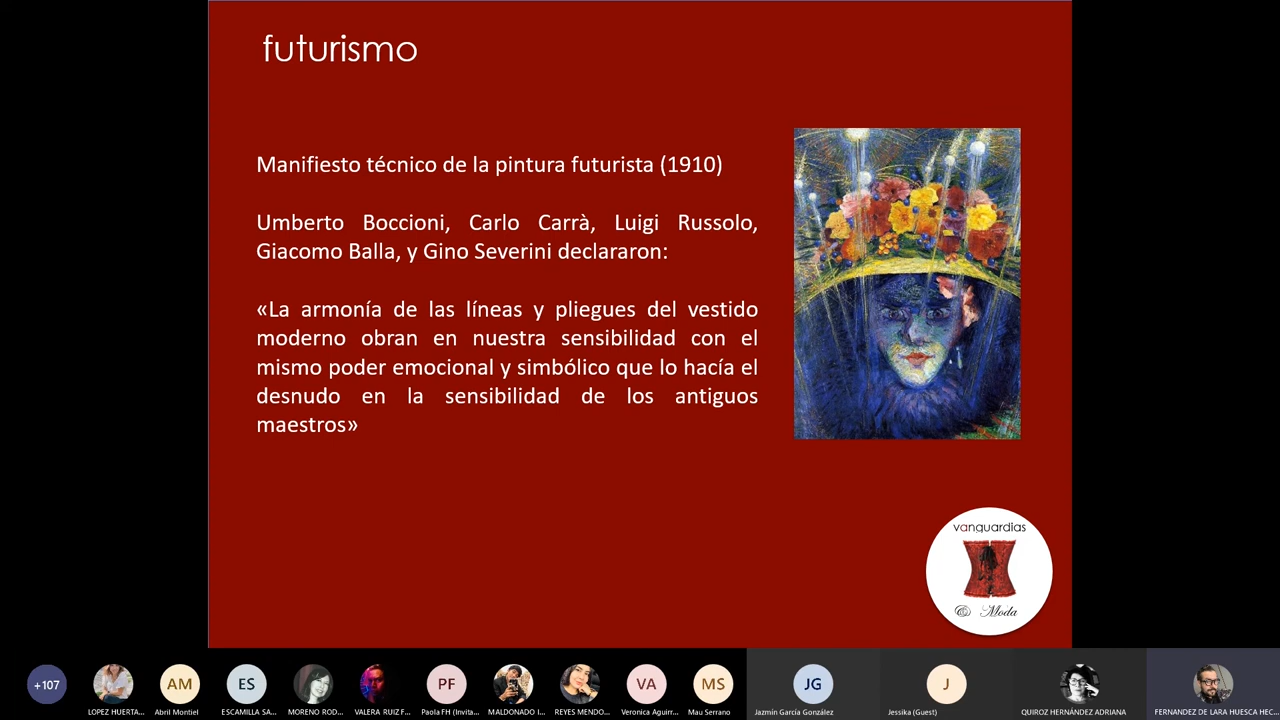 futurismo
Manifiesto técnico de la pintura futurista (1910)
Umberto Boccioni, Carlo Carrà, Luigi Russolo,
Giacomo Balla, y Gino Severini declararon:
«La armonía de las líneas y pliegues del vestido
moderno obran en nuestra sensibilidad con el
mismo poder emocional y simbólico que lo hacía el
desnudo en la sensibilidad de los antiguos
maestros»
vanguardias
& Moda
+107
AM
ES
PF
VA
MS
JG
J
LOPEZ HUERTA...
Abril Montiel
ESCAMILLA SA...
MORENO ROD...
VALERA RUIZ F...
Paola FH (Invita...
MALDONADO I...
REYES MENDO...
Veronica Aguirr...
Mau Serrano
Jazmín García González
Jessika (Guest)
QUIROZ HERNÁNDEZ ADRIANA
FERNANDEZ DE LARA HUESCA HEC...